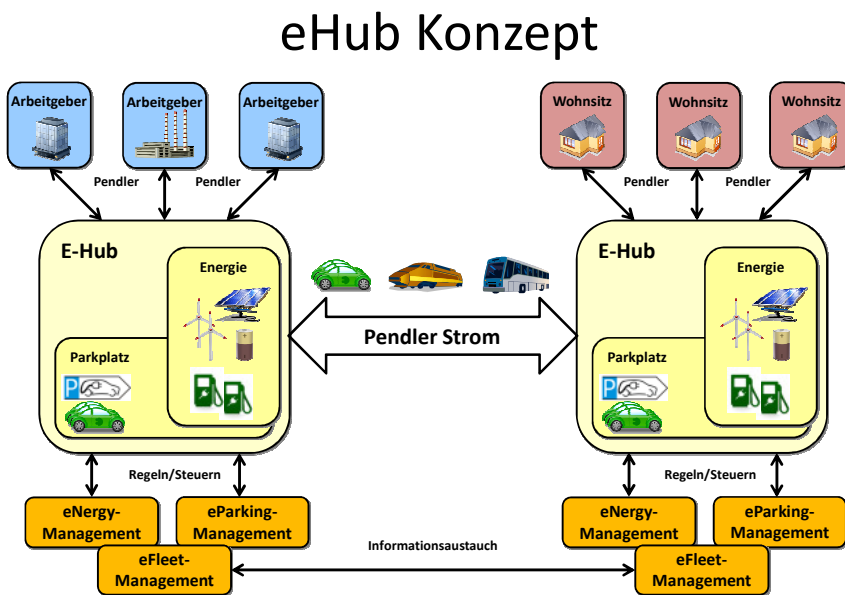 eHub Konzept
Arbeitgeber
Arbeitgeber
Arbeitgeber
Wohnsitz
Wohnsitz
Wohnsitz
Pendler
Pendler
Pendler
Pendler
E-Hub
Energie
E-Hub
Energie
Pendler Strom
Parkplatz
P
Parkplatz
P
Regeln/Steuern
Regeln/Steuern
eNergy-
Management
eParking-
Management
eFleet-
Management
Informationsaustauch
eNergy-
Management
eParking-
Management
eFleet-
Management